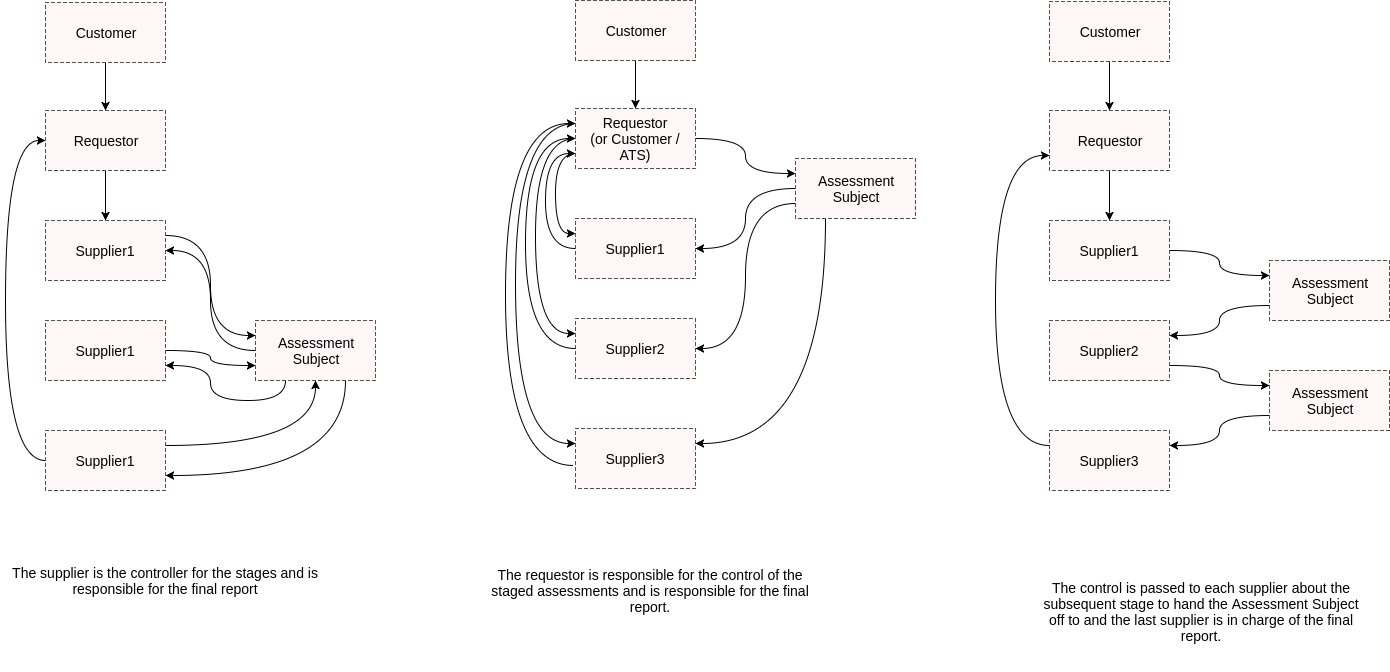 Customer
Requestor
Supplier1
Supplier1
Assessment
Subject
Supplier1
The supplier is the controller for the stages and is
responsible for the final report
Customer
Requestor
(or Customer /
ATS)
Assessment
Subject
Supplier1
Supplier2
Supplier3
The requestor is responsible for the control of the
staged assessments and is responsible for the final
report.
Customer
Requestor
Supplier1
Assessment
Subject
Supplier2
Assessment
Subject
Supplier3
The control is passed to each supplier about the
subsequent stage to hand the Assessment Subject
off to and the last supplier is in charge of the final
report.